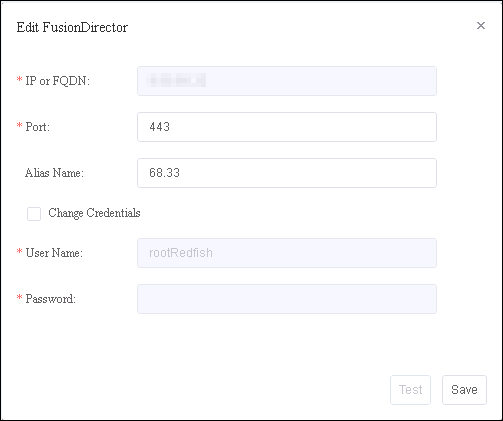 Edit FusionDirector
* IP or FQDN:
* Port: 443
Alias Name: 68.33
Change Credentials
* User Name: rootRedfish
* Password:
Test Save